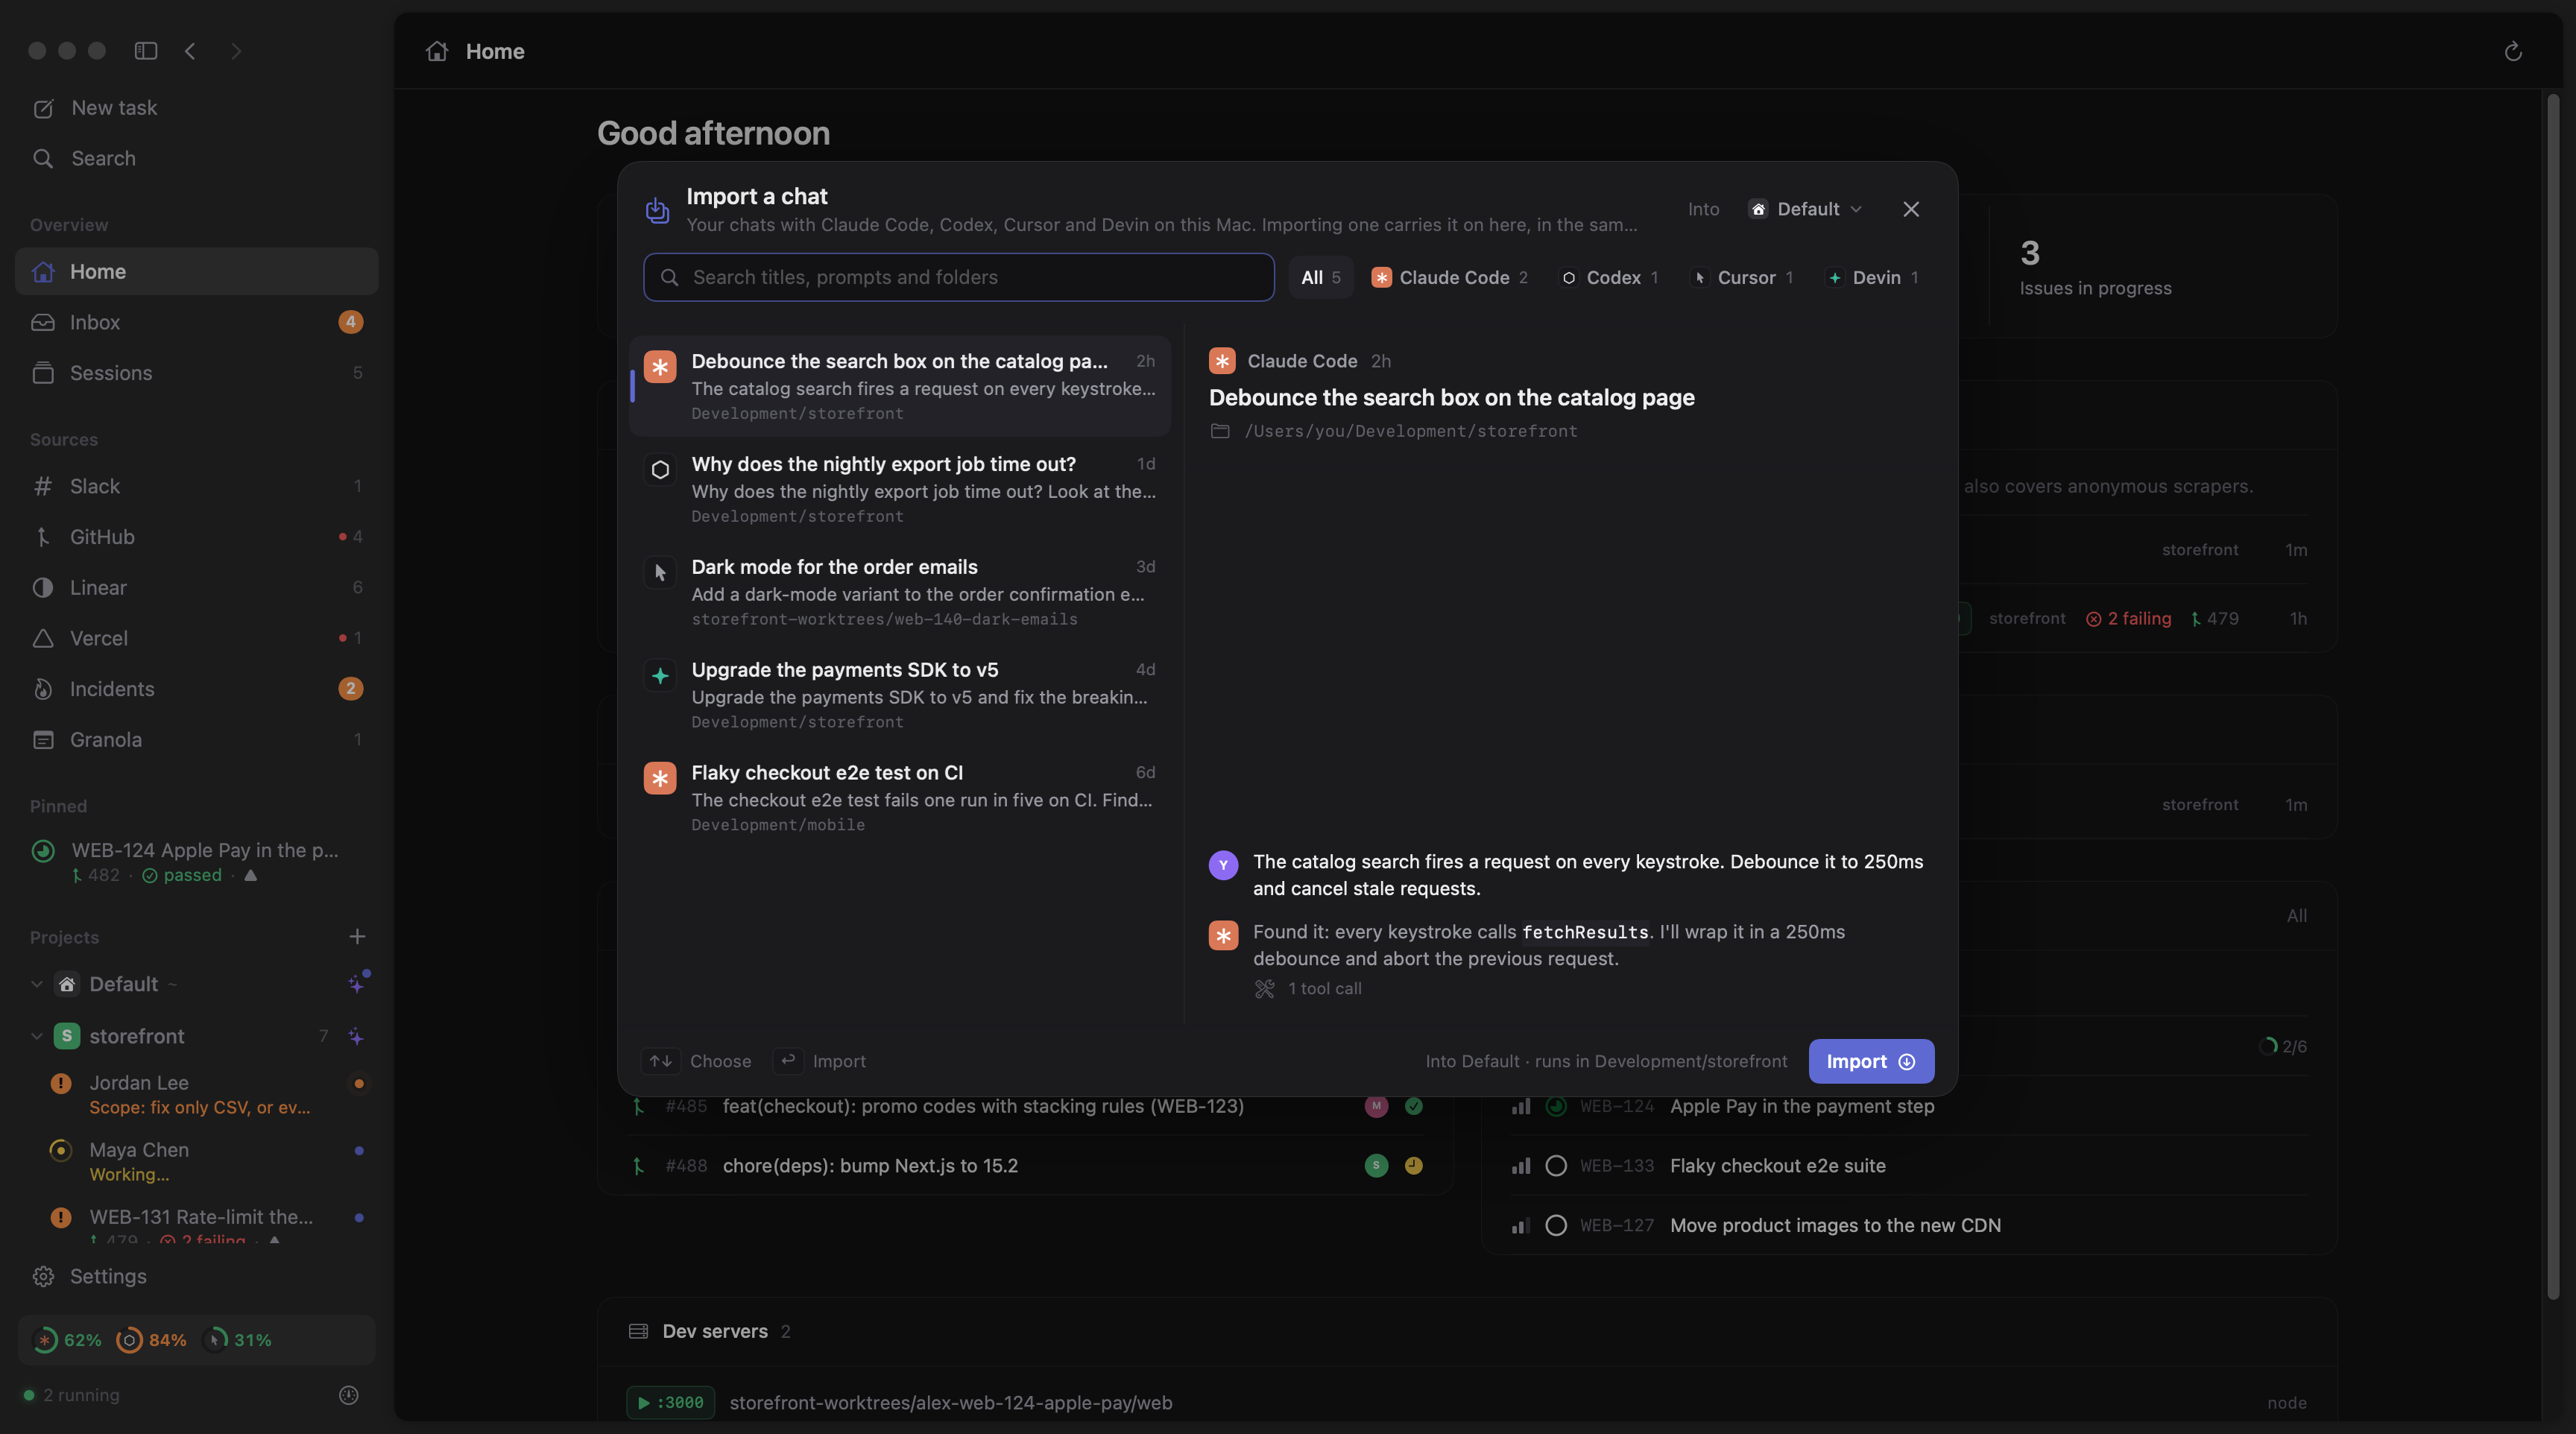 Home
New task
Search
Overview
Home
Inbox 4
Sessions 5
Sources
Slack 1
GitHub 4
Linear 6
Vercel 1
Incidents 2
Granola 1
Pinned
WEB-124 Apple Pay in the p...
482 · passed ·
Projects
Default ~
S storefront 7
Jordan Lee
Scope: fix only CSV, or ev...
Maya Chen
Working...
WEB-131 Rate-limit the...
479 · 2 failing ·
Settings
62% 84% 31%
2 running
Good afternoon
Import a chat
Your chats with Claude Code, Codex, Cursor and Devin on this Mac. Importing one carries it on here, in the sam...
Into Default
Search titles, prompts and folders
All 5 Claude Code 2 Codex 1 Cursor 1 Devin 1
Debounce the search box on the catalog pa... 2h
The catalog search fires a request on every keystroke...
Development/storefront
Why does the nightly export job time out? 1d
Why does the nightly export job time out? Look at the...
Development/storefront
Dark mode for the order emails 3d
Add a dark-mode variant to the order confirmation e...
storefront-worktrees/web-140-dark-emails
Upgrade the payments SDK to v5 4d
Upgrade the payments SDK to v5 and fix the breakin...
Development/storefront
Flaky checkout e2e test on CI 6d
The checkout e2e test fails one run in five on CI. Find...
Development/mobile
Claude Code 2h
Debounce the search box on the catalog page
/Users/you/Development/storefront
Y The catalog search fires a request on every keystroke. Debounce it to 250ms
and cancel stale requests.
Found it: every keystroke calls fetchResults. I'll wrap it in a 250ms
debounce and abort the previous request.
1 tool call
↑↓ Choose ↵ Import
Into Default · runs in Development/storefront
Import
3
Issues in progress
also covers anonymous scrapers.
storefront 1m
storefront 2 failing 479 1h
storefront 1m
All
2/6
#485 feat(checkout): promo codes with stacking rules (WEB-123) M
#488 chore(deps): bump Next.js to 15.2 S
WEB-124 Apple Pay in the payment step
WEB-133 Flaky checkout e2e suite
WEB-127 Move product images to the new CDN
Dev servers 2
:3000 storefront-worktrees/alex-web-124-apple-pay/web node